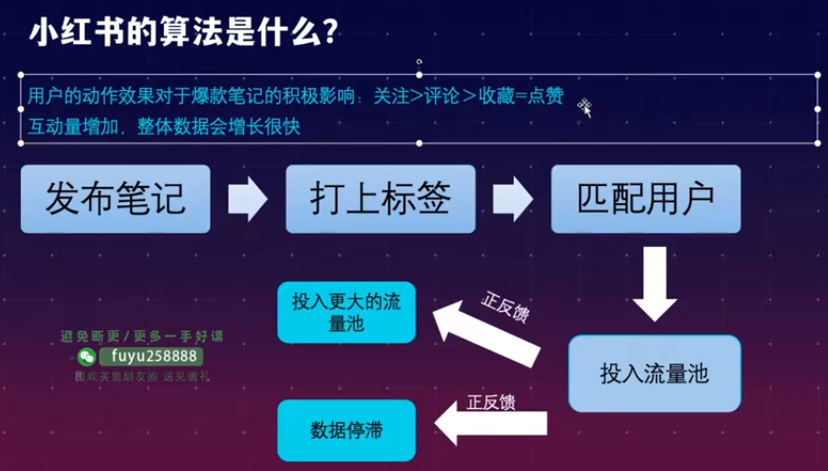 小红书的算法是什么?
用户的动作效果对于爆款笔记的积极影响：关注>评论>收藏=点赞
互动量增加，整体数据会增长很快
发布笔记
打上标签
匹配用户
投入更大的流
量池
正反馈
投入流量池
避免断更/更多一手好课
fuyu258888
正反馈
数据停滞